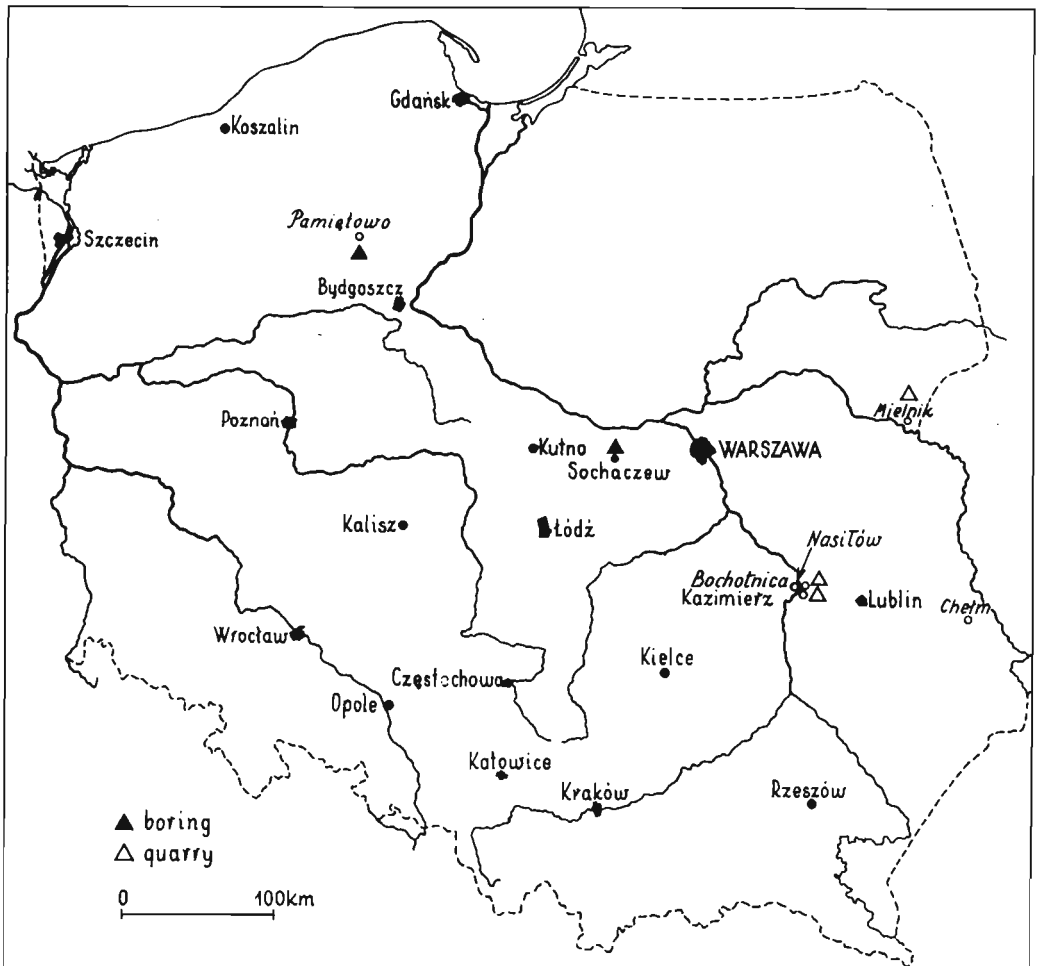 Gdańsk
Koszalin
Pamiętowo
Szczecin
Bydgoszcz
Mielnik
Poznań
Kutno
WARSZAWA
Sochaczew
Kalisz
Łódź
Nasiłów
Bochotnica
Kazimierz
Lublin
Chełm
Wrocław
Kielce
Częstochowa
Opole
Katowice
Kraków
Rzeszów
boring
quarry
0 100km